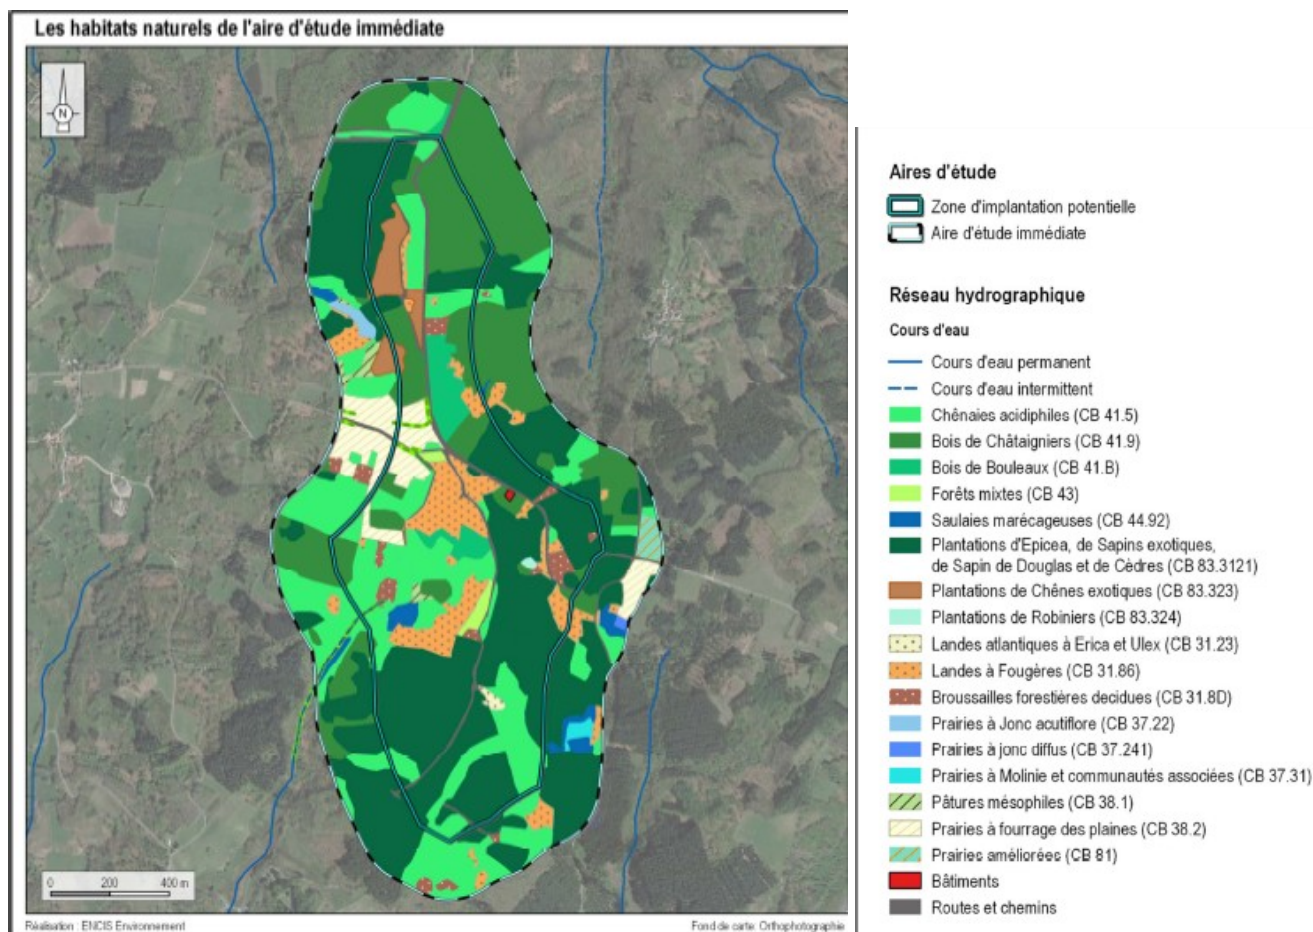 Les habitats naturels de l'aire d'étude immédiate
N
0 200 400 m
Réalisation : ENCIS Environnement
Fond de carte: Orthophotographie
Aires d'étude
Zone d'implantation potentielle
Aire d'étude immédiate
Réseau hydrographique
Cours d'eau
Cours d'eau permanent
Cours d'eau intermittent
Chênaies acidiphiles (CB 41.5)
Bois de Châtaigniers (CB 41.9)
Bois de Bouleaux (CB 41.B)
Forêts mixtes (CB 43)
Saulaies marécageuses (CB 44.92)
Plantations d'Epicea, de Sapins exotiques,
de Sapin de Douglas et de Cèdres (CB 83.3121)
Plantations de Chênes exotiques (CB 83.323)
Plantations de Robiniers (CB 83.324)
Landes atlantiques à Erica et Ulex (CB 31.23)
Landes à Fougères (CB 31.86)
Broussailles forestières decidues (CB 31.8D)
Prairies à Jonc acutiflore (CB 37.22)
Prairies à jonc diffus (CB 37.241)
Prairies à Molinie et communautés associées (CB 37.31)
Pâtures mésophiles (CB 38.1)
Prairies à fourrage des plaines (CB 38.2)
Prairies améliorées (CB 81)
Bâtiments
Routes et chemins